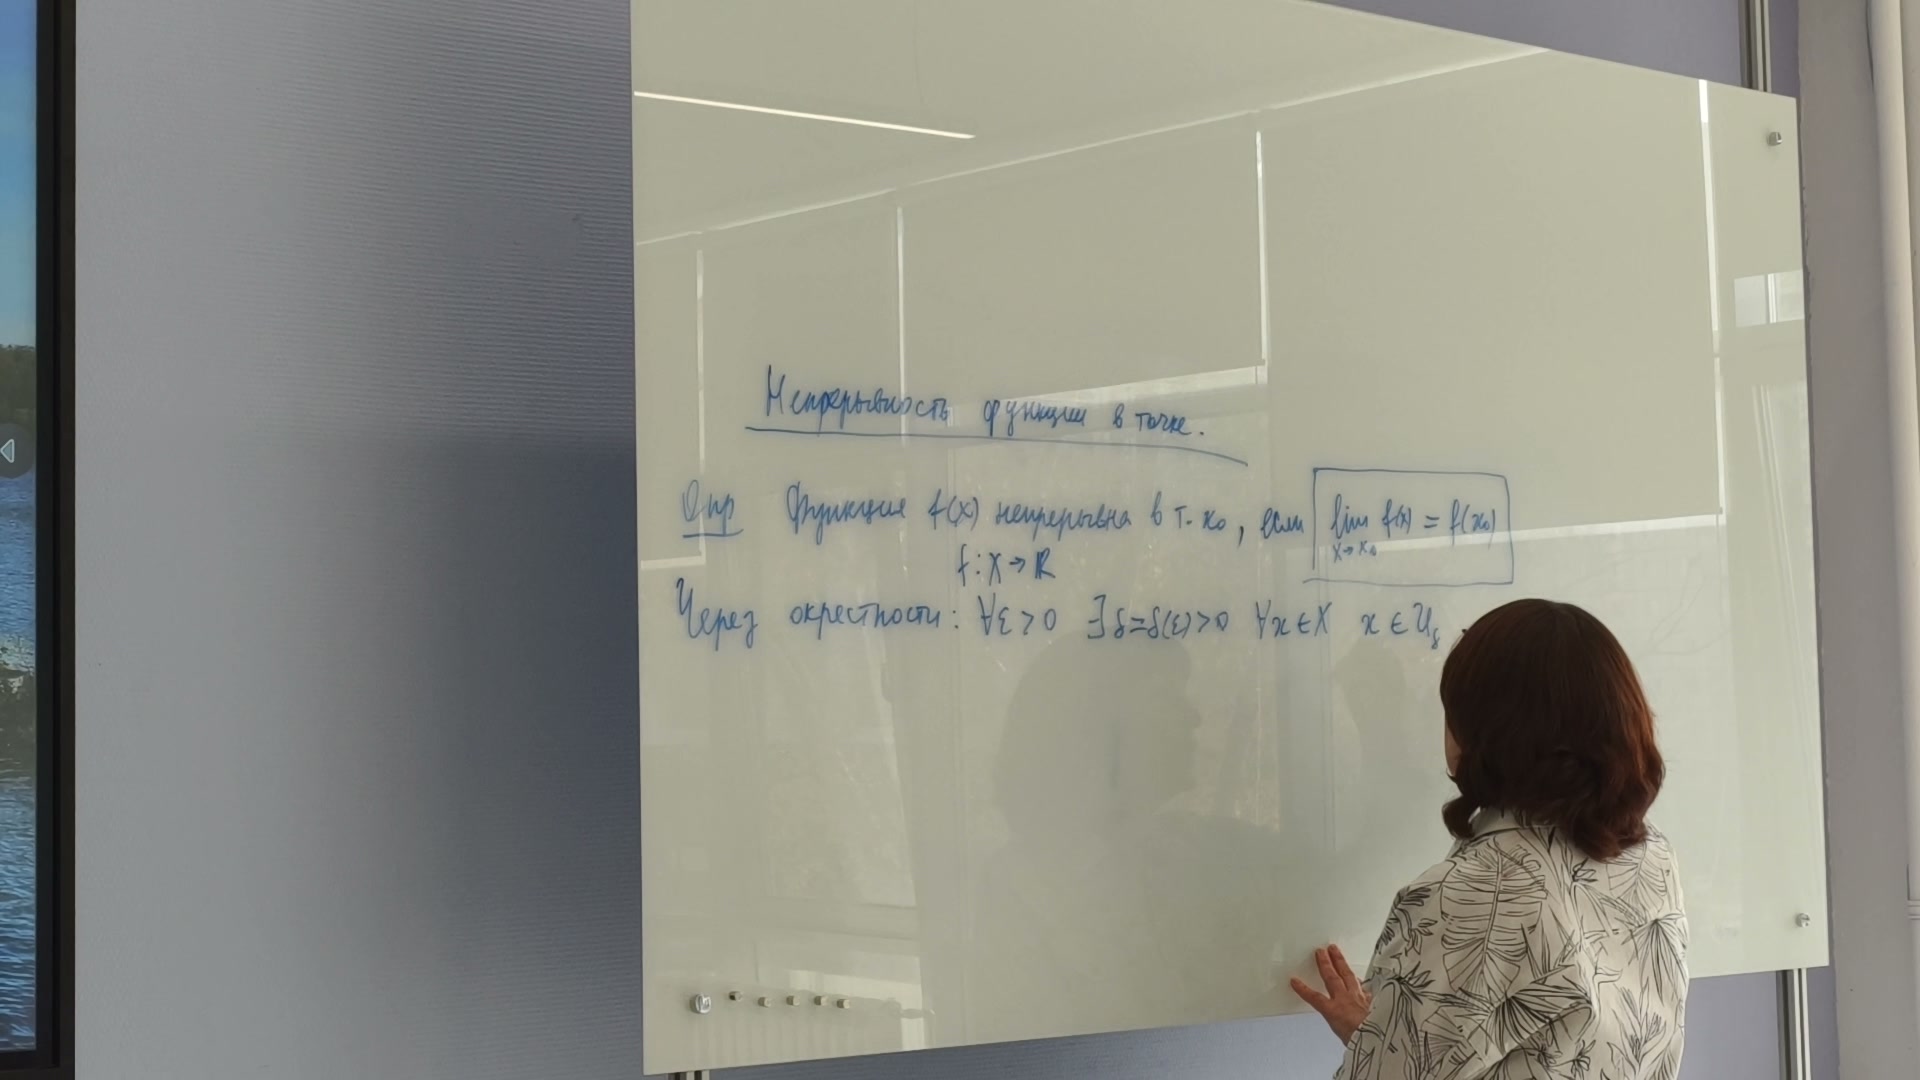 Непрерывность функции в точке.
Опр Функция f(x) непрерывна в т. x₀, если lim f(x) = f(x₀)
x→x₀
f: X → ℝ
Через окрестности: ∀ε>0 ∃δ=δ(ε)>0 ∀x∈X x∈U_δ